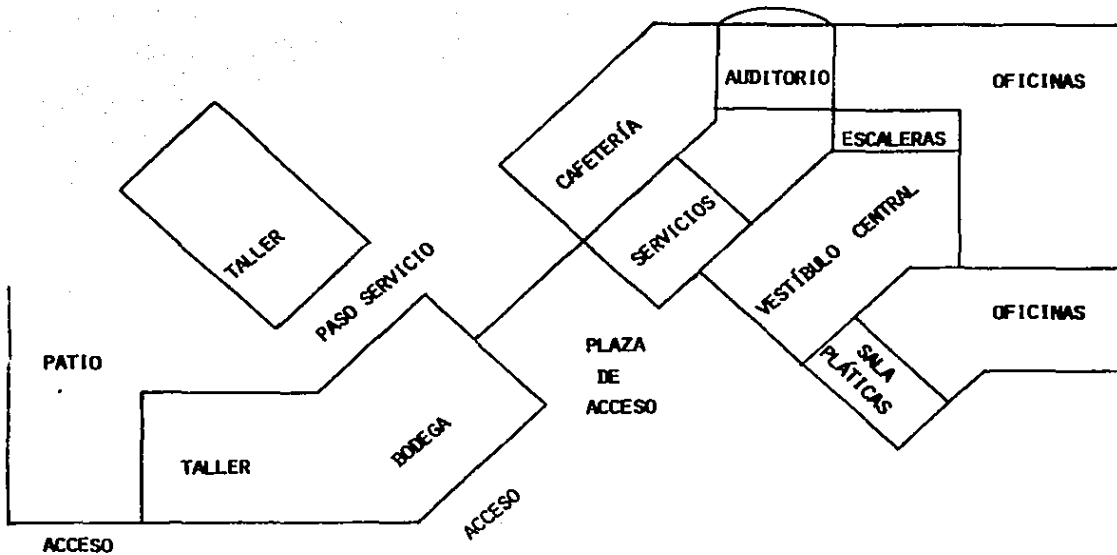 AUDITORIO
OFICINAS
ESCALERAS
CAFETERÍA
SERVICIOS
VESTÍBULO CENTRAL
TALLER
PASO SERVICIO
OFICINAS
PATIO
PLAZA
DE
ACCESO
SALA
PLÁTICAS
BODEGA
TALLER
ACCESO
ACCESO